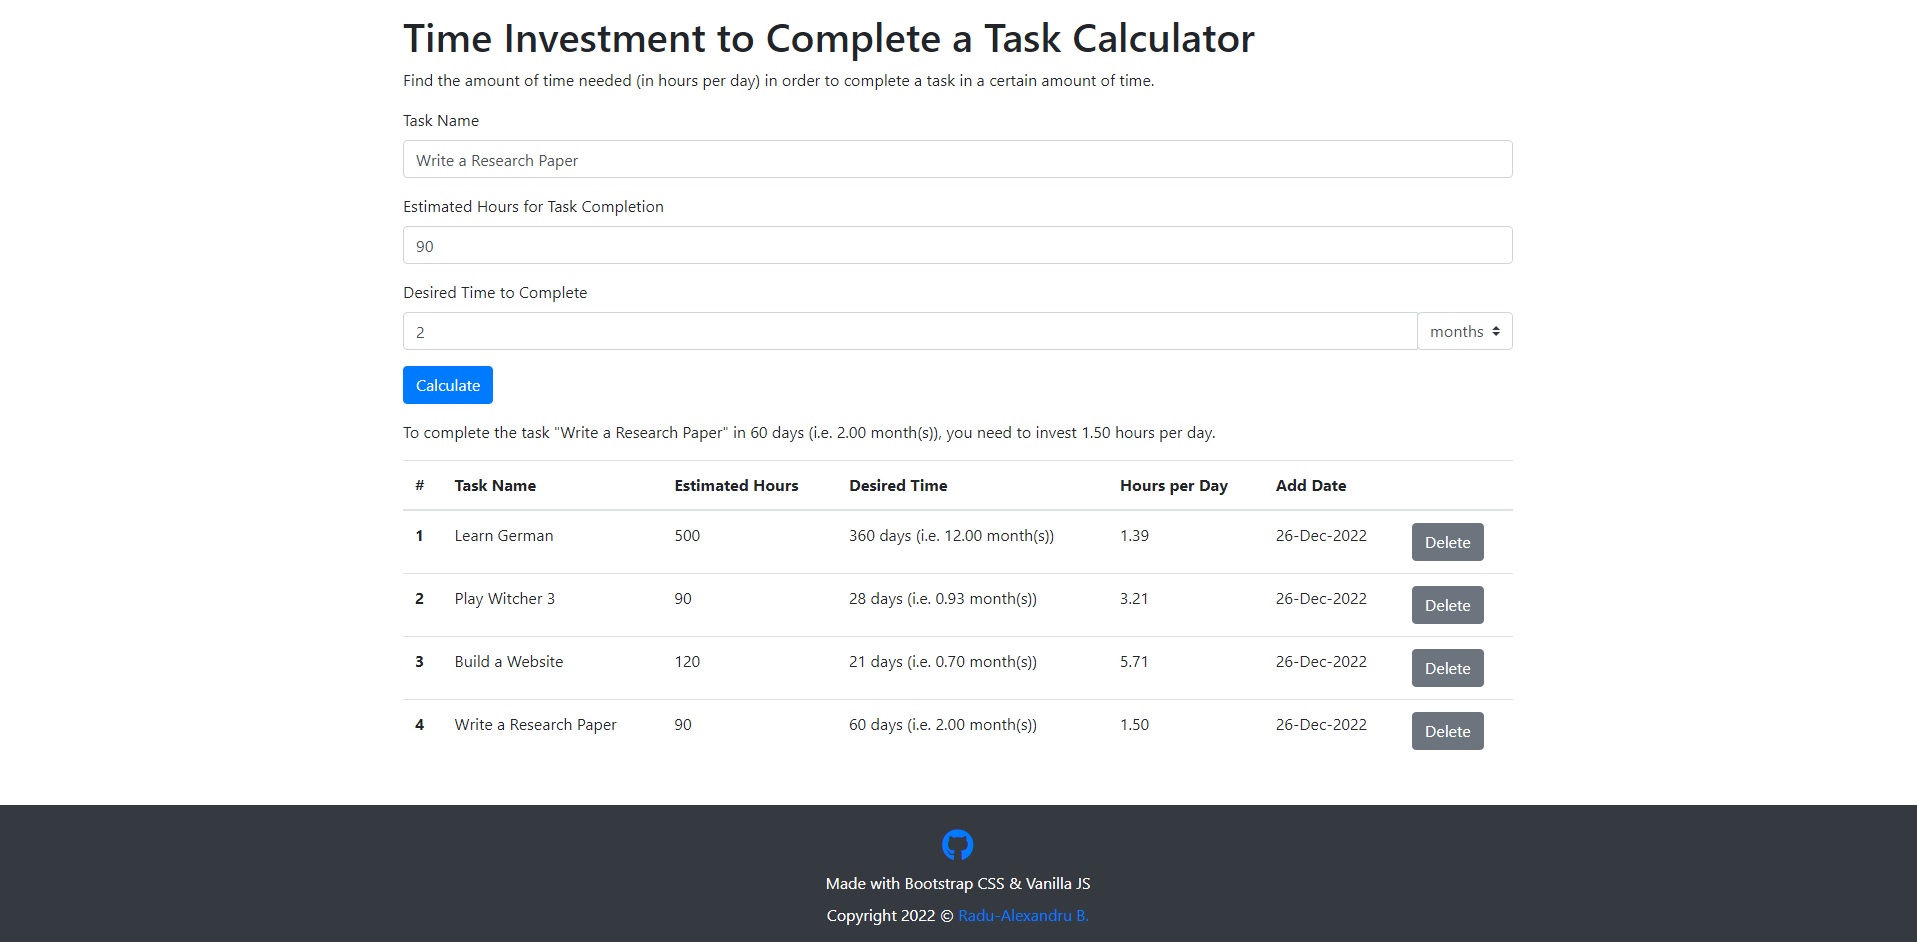 Time Investment to Complete a Task Calculator
Find the amount of time needed (in hours per day) in order to complete a task in a certain amount of time.
Task Name
Write a Research Paper
Estimated Hours for Task Completion
90
Desired Time to Complete
2 months
Calculate
To complete the task "Write a Research Paper" in 60 days (i.e. 2.00 month(s)), you need to invest 1.50 hours per day.
# Task Name Estimated Hours Desired Time Hours per Day Add Date
1 Learn German 500 360 days (i.e. 12.00 month(s)) 1.39 26-Dec-2022 Delete
2 Play Witcher 3 90 28 days (i.e. 0.93 month(s)) 3.21 26-Dec-2022 Delete
3 Build a Website 120 21 days (i.e. 0.70 month(s)) 5.71 26-Dec-2022 Delete
4 Write a Research Paper 90 60 days (i.e. 2.00 month(s)) 1.50 26-Dec-2022 Delete
Made with Bootstrap CSS & Vanilla JS
Copyright 2022 © Radu-Alexandru B.